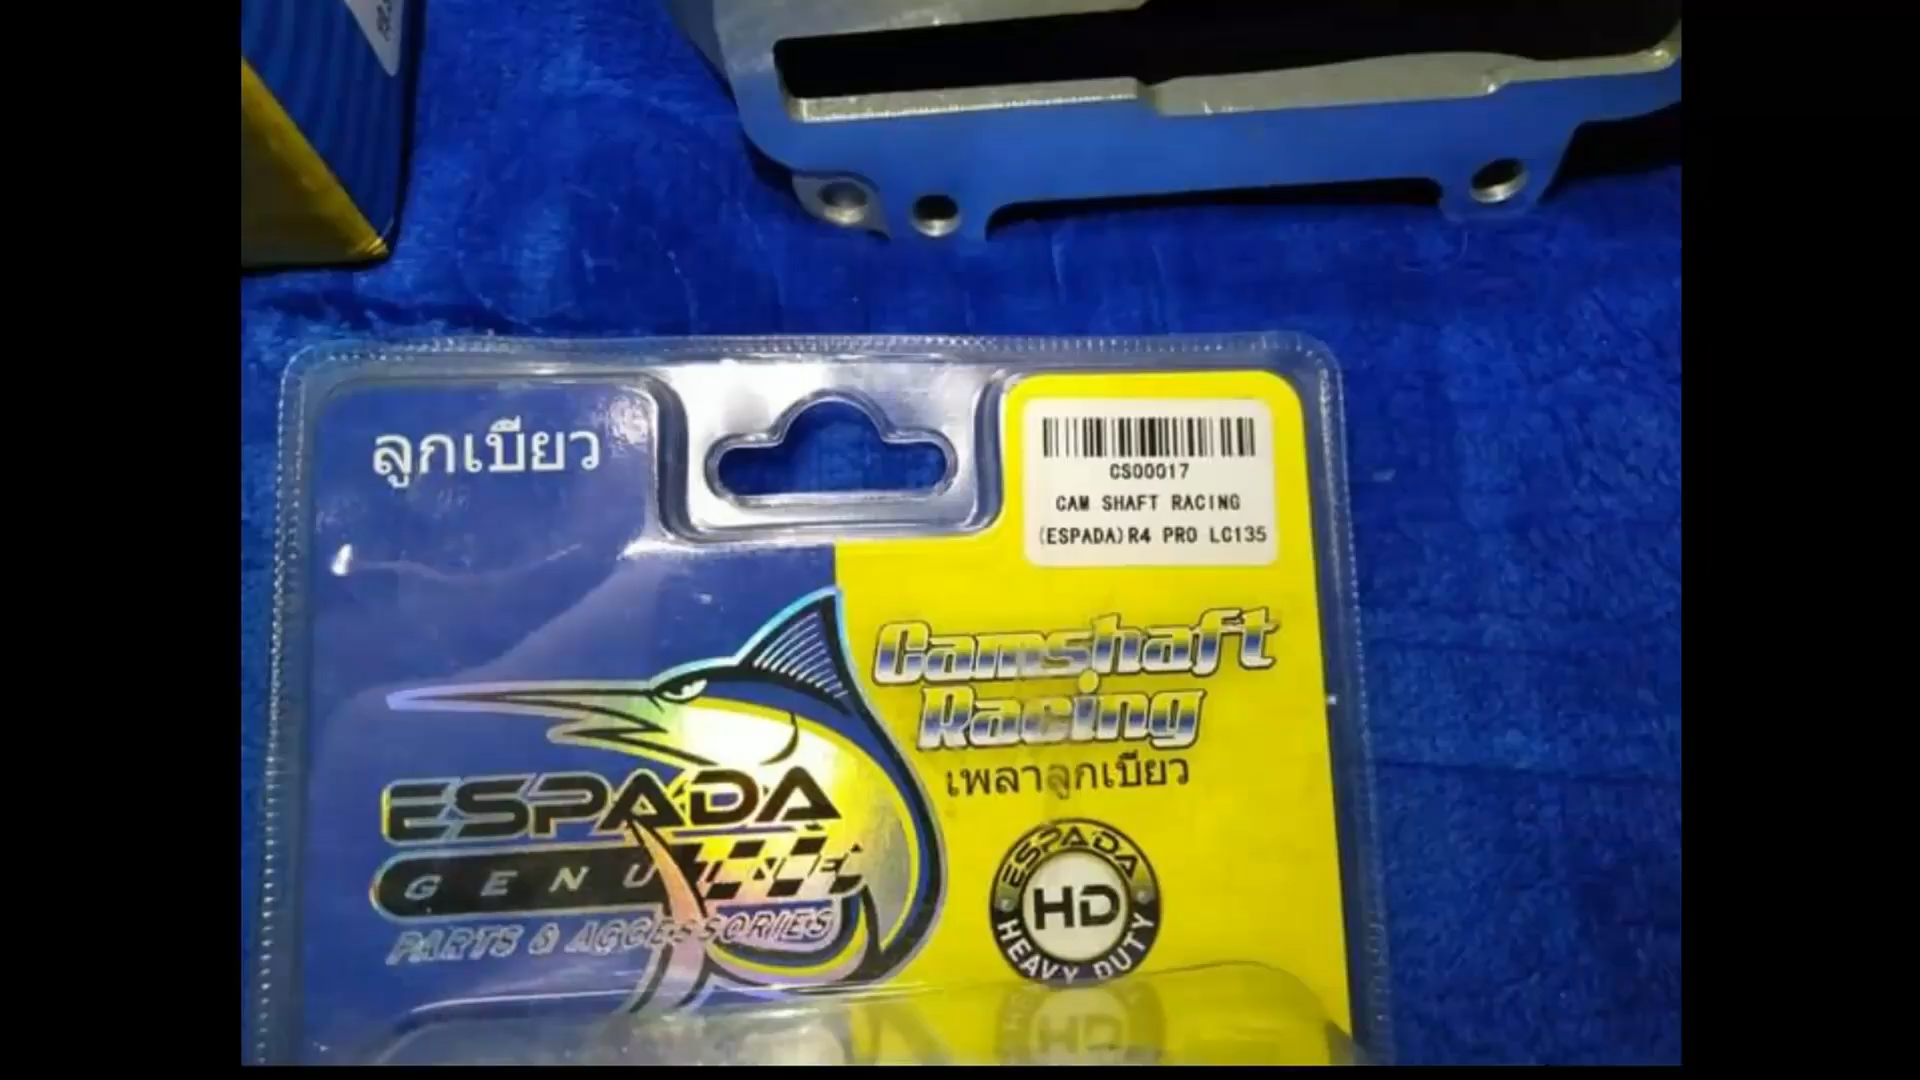 ลูกเบี้ยว
CS00017
CAM SHAFT RACING
(ESPADA)R4 PRO LC135
Camshaft
Racing
เพลาลูกเบี้ยว
ESPADA
GENUINE
PARTS & ACCESSORIES
ESPADA
HD
HEAVY DUTY